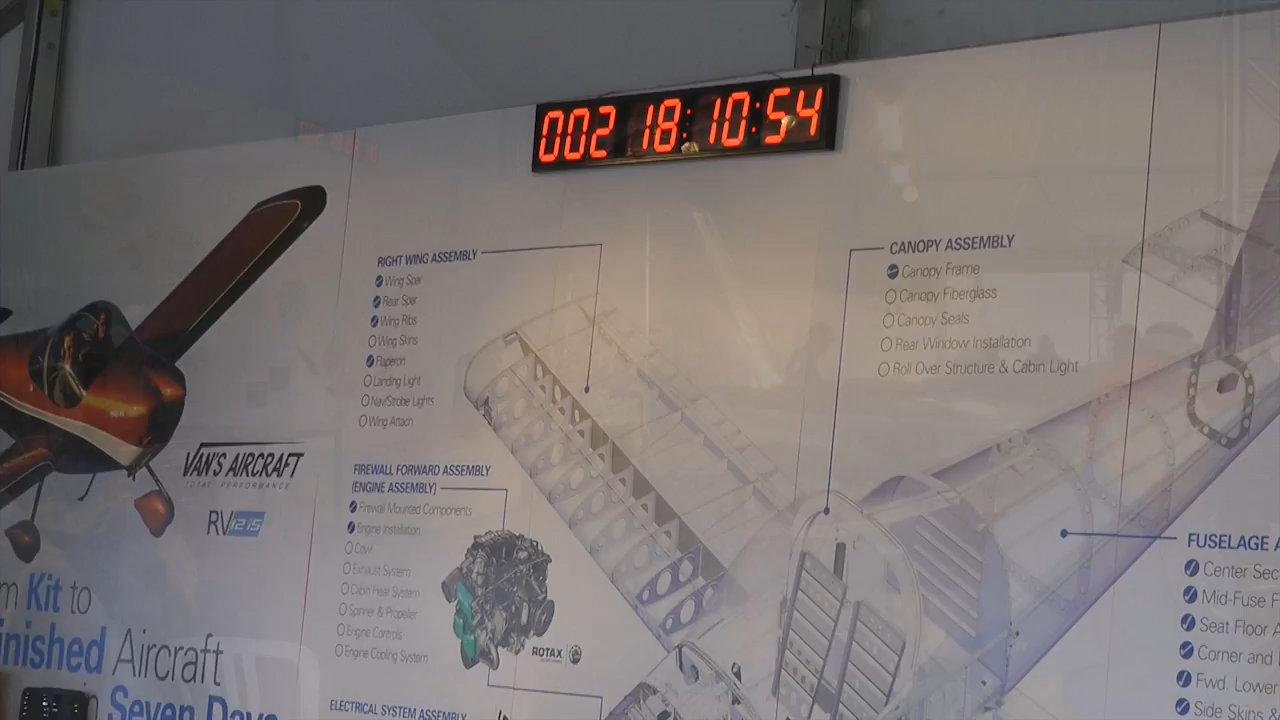 002 18:10:54
RIGHT WING ASSEMBLY
Wing Spar
Rear Spar
Wing Ribs
Wing Skins
Flaperon
Landing Light
Nav/Strobe Lights
Wing Attach
CANOPY ASSEMBLY
Canopy Frame
Canopy Fiberglass
Canopy Seals
Rear Window Installation
Roll Over Structure & Cabin Light
VAN'S AIRCRAFT
TOTAL PERFORMANCE
RV12iS
FIREWALL FORWARD ASSEMBLY
(ENGINE ASSEMBLY)
Firewall Mounted Components
Engine Installation
Cowl
Exhaust System
Cabin Heat System
Spinner & Propeller
Engine Controls
Engine Cooling System
ROTAX
FUSELAGE A
Center Sec
Mid-Fuse F
Seat Floor A
Corner and
Fwd. Lower
Side Skins &
m Kit to
inished Aircraft
Seven Days
ELECTRICAL SYSTEM ASSEMBLY